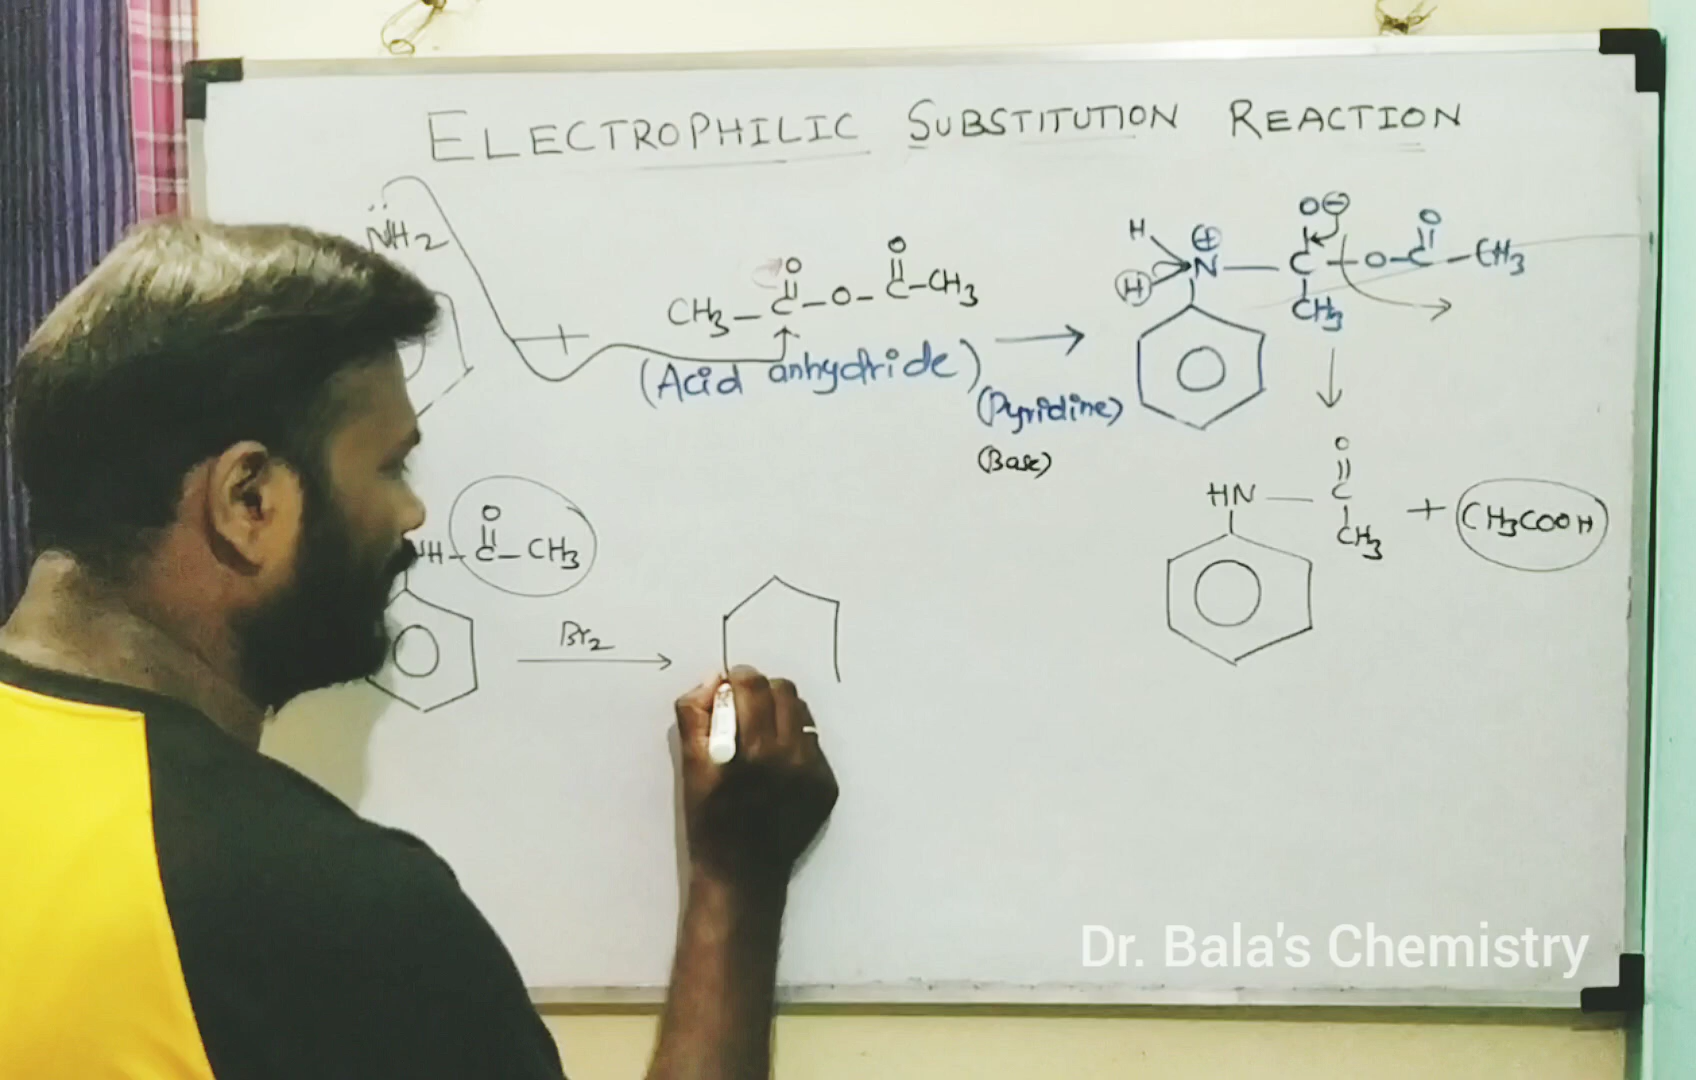 ELECTROPHILIC SUBSTITUTION REACTION
NH2
+
CH3 - C - O - C - CH3
O
O
(Acid anhydride)
(Pyridine)
(Base)
H
H
⊕
N - C - O - C - CH3
O⊖
O
CH3
HN - C
O
CH3
+ CH3COOH
NH - C - CH3
O
Br2
Dr. Bala's Chemistry